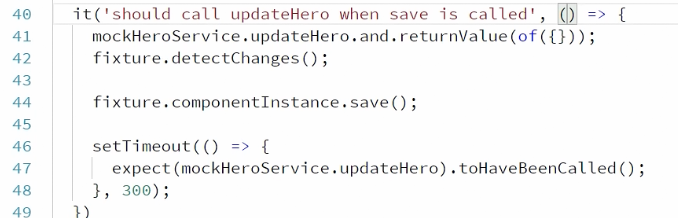 40 it('should call updateHero when save is called', () => {
41 mockHeroService.updateHero.and.returnValue(of({}));
42 fixture.detectChanges();
43
44 fixture.componentInstance.save();
45
46 setTimeout(() => {
47 expect(mockHeroService.updateHero).toHaveBeenCalled();
48 }, 300);
49 })